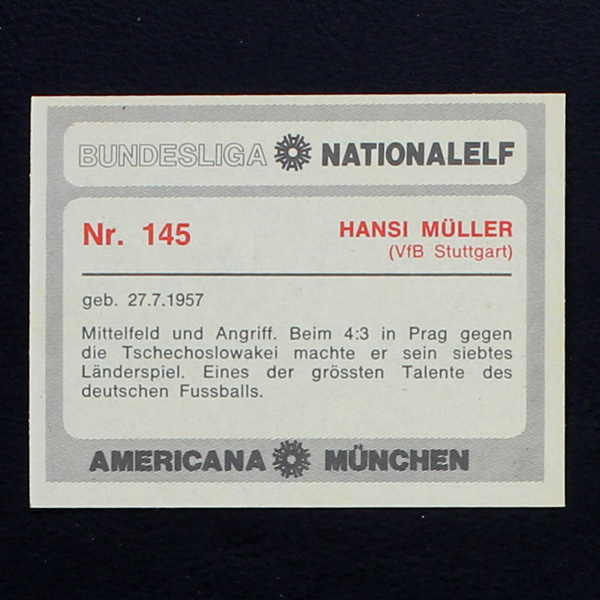 BUNDESLIGA NATIONALELF
Nr. 145 HANSI MÜLLER
(VfB Stuttgart)
geb. 27.7.1957
Mittelfeld und Angriff. Beim 4:3 in Prag gegen
die Tschechoslowakei machte er sein siebtes
Länderspiel. Eines der grössten Talente des
deutschen Fussballs.
AMERICANA MÜNCHEN